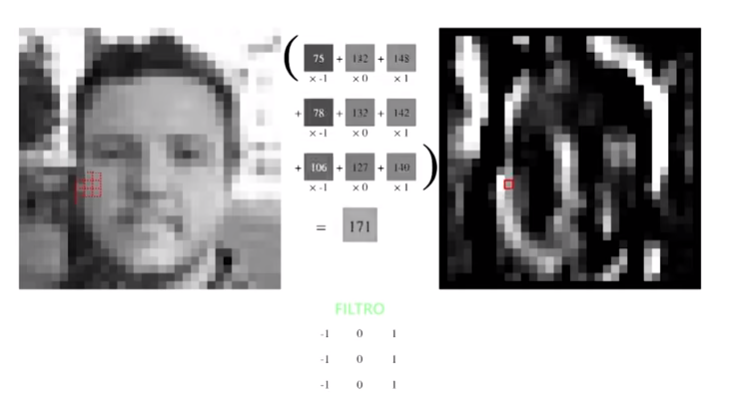 ( 75 + 132 + 148
× -1 × 0 × 1
+ 78 + 132 + 142
× -1 × 0 × 1
+ 106 + 127 + 140 )
× -1 × 0 × 1
= 171
FILTRO
-1 0 1
-1 0 1
-1 0 1